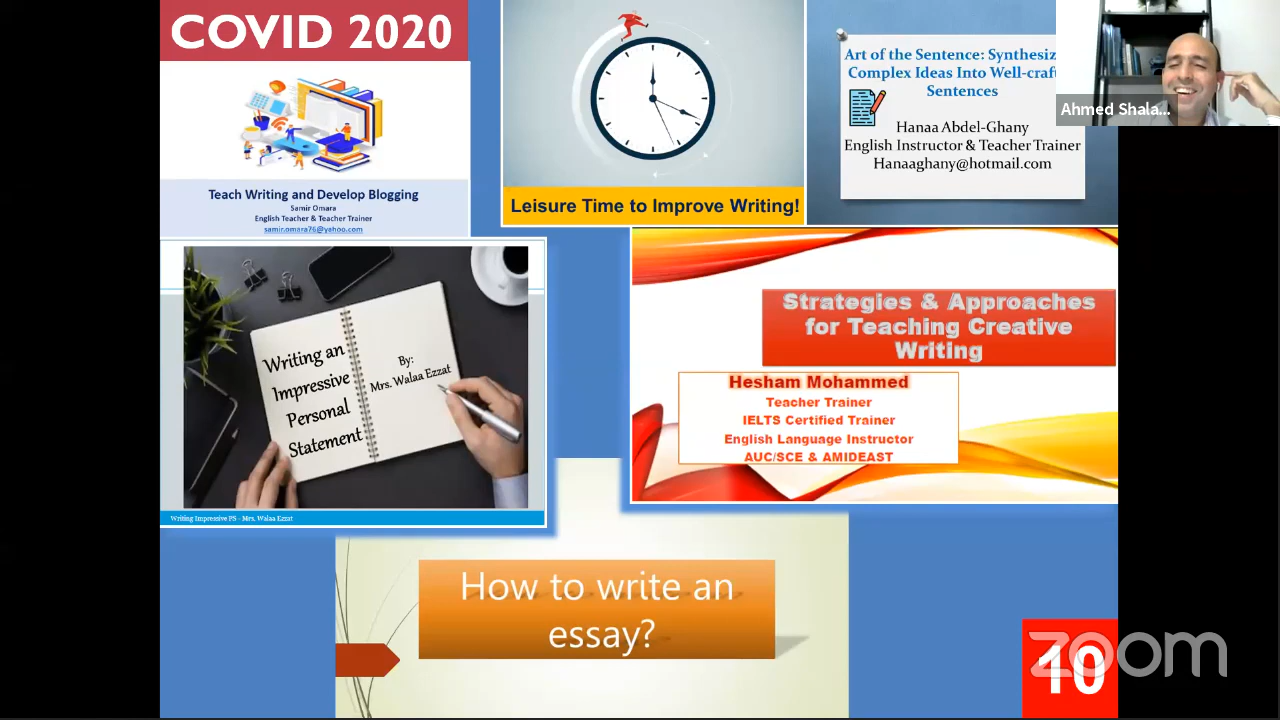 COVID 2020
Teach Writing and Develop Blogging
Samir Omara
English Teacher & Teacher Trainer
samir.omara76@yahoo.com
Leisure Time to Improve Writing!
Art of the Sentence: Synthesiz
Complex Ideas Into Well-craft
Sentences
Hanaa Abdel-Ghany
English Instructor & Teacher Trainer
Hanaaghany@hotmail.com
Ahmed Shala...
Writing an
Impressive
Personal
Statement
By:
Mrs. Walaa Ezzat
Writing Impressive PS - Mrs. Walaa Ezzat
Strategies & Approaches
for Teaching Creative
Writing
Hesham Mohammed
Teacher Trainer
IELTS Certified Trainer
English Language Instructor
AUC/SCE & AMIDEAST
How to write an
essay?
10
zoom